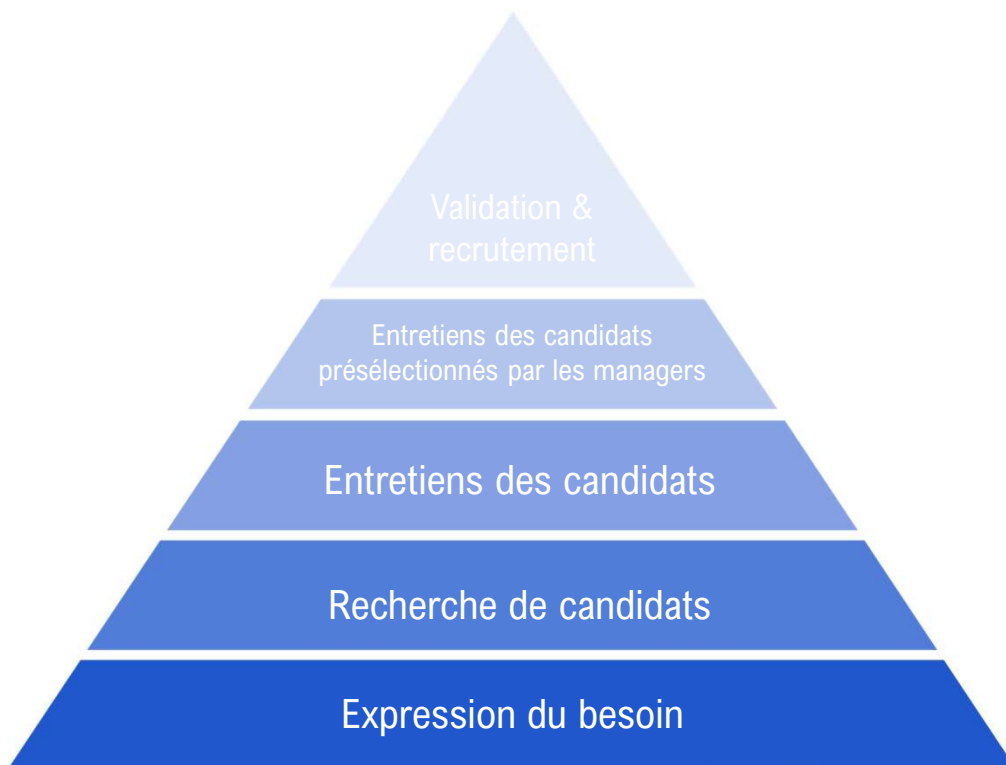 Validation &
recrutement
Entretiens des candidats
présélectionnés par les managers
Entretiens des candidats
Recherche de candidats
Expression du besoin